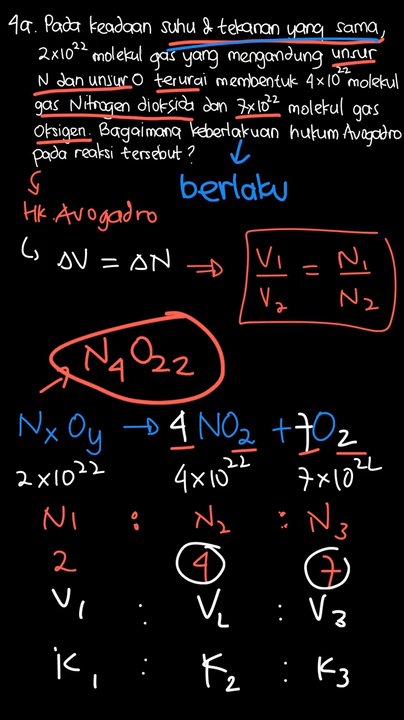 4a. Pada keadaan suhu & tekanan yang sama,
2×10²² molekul gas yang mengandung unsur
N dan unsur O terurai membentuk 4×10²² molekul
gas Nitrogen dioksida dan 7×10²² molekul gas
Oksigen. Bagaimana keberlakuan hukum Avogadro
pada reaksi tersebut?
berlaku
Hk. Avogadro
ΔV = ΔN → V₁/V₂ = N₁/N₂
N₄O₂₂
NₓOᵧ → 4NO₂ + 7O₂
2×10²² 4×10²² 7×10²²
N₁ : N₂ : N₃
2 4 7
V₁ : V₂ : V₃
K₁ : K₂ : K₃